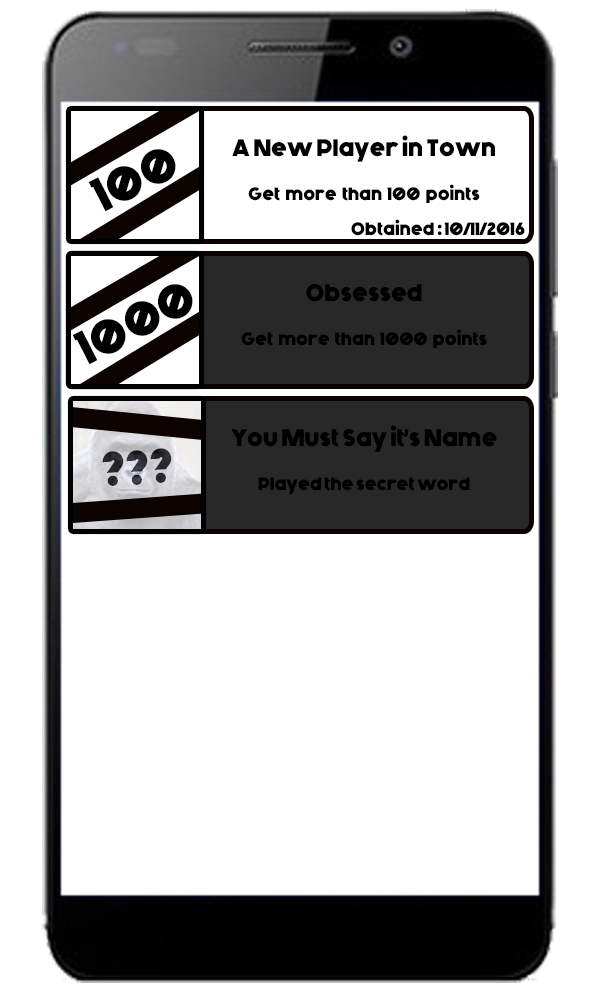 100
A New Player in Town
Get more than 100 points
Obtained : 10/11/2016
1000
Obsessed
Get more than 1000 points
???
You Must Say it's Name
Played the secret word